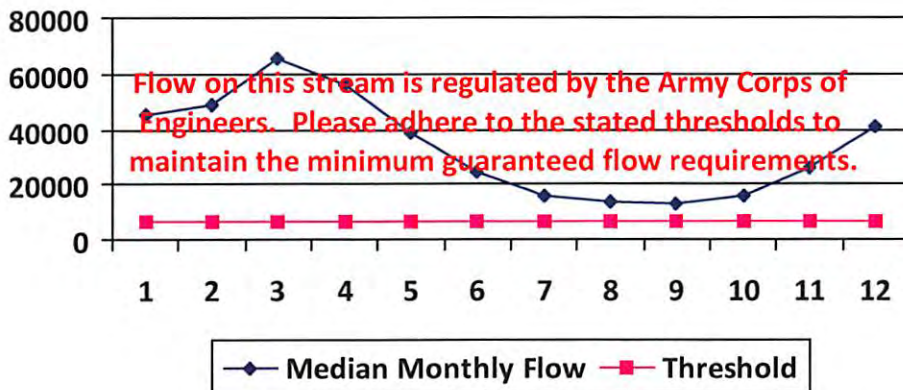 80000
60000
40000
20000
0
Flow on this stream is regulated by the Army Corps of
Engineers. Please adhere to the stated thresholds to
maintain the minimum guaranteed flow requirements.
1 2 3 4 5 6 7 8 9 10 11 12
Median Monthly Flow Threshold